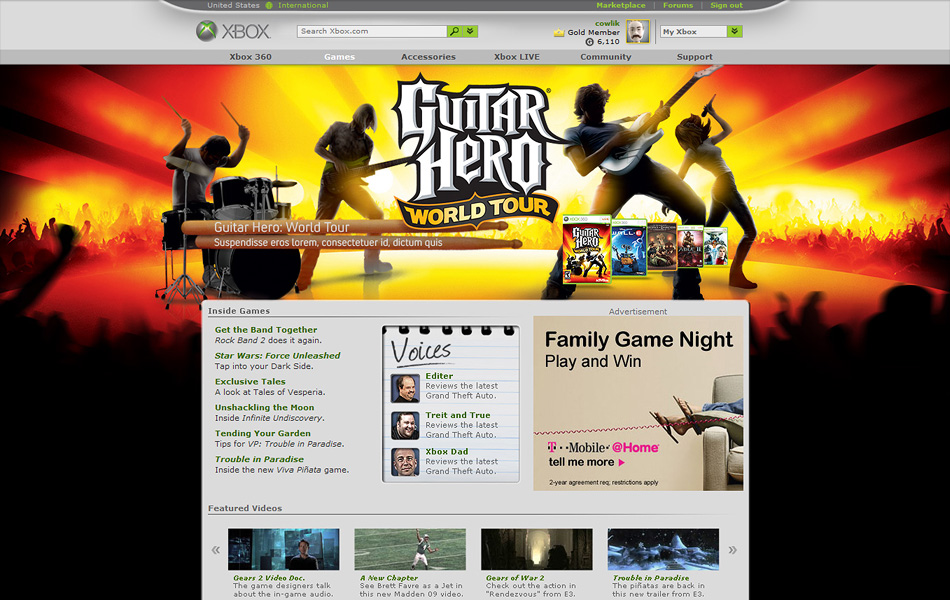 United States International Marketplace | Forums | Sign out
XBOX
Search Xbox.com
cowlik
Gold Member
G 6,110
My Xbox
Xbox 360 Games Accessories Xbox LIVE Community Support
Guitar Hero®
World Tour
Guitar Hero: World Tour
Suspendisse eros lorem, consectetuer id, dictum quis
XBOX 360
Guitar Hero
World Tour
WALL·E
Inside Games
Get the Band Together
Rock Band 2 does it again.
Star Wars: Force Unleashed
Tap into your Dark Side.
Exclusive Tales
A look at Tales of Vesperia.
Unshackling the Moon
Inside Infinite Undiscovery.
Tending Your Garden
Tips for VP: Trouble in Paradise.
Trouble in Paradise
Inside the new Viva Piñata game.
Voices
Editer
Reviews the latest
Grand Theft Auto.
Treit and True
Reviews the latest
Grand Theft Auto.
Xbox Dad
Reviews the latest
Grand Theft Auto.
Advertisement
Family Game Night
Play and Win
T··Mobile· @Home
tell me more
2-year agreement req; restrictions apply
Featured Videos
«
»
Gears 2 Video Doc.
The game designers talk
about the in-game audio.
A New Chapter
See Brett Favre as a Jet in
this new Madden 09 video.
Gears of War 2
Check out the action in
"Rendezvous" from E3.
Trouble in Paradise
The piñatas are back in
this new trailer from E3.